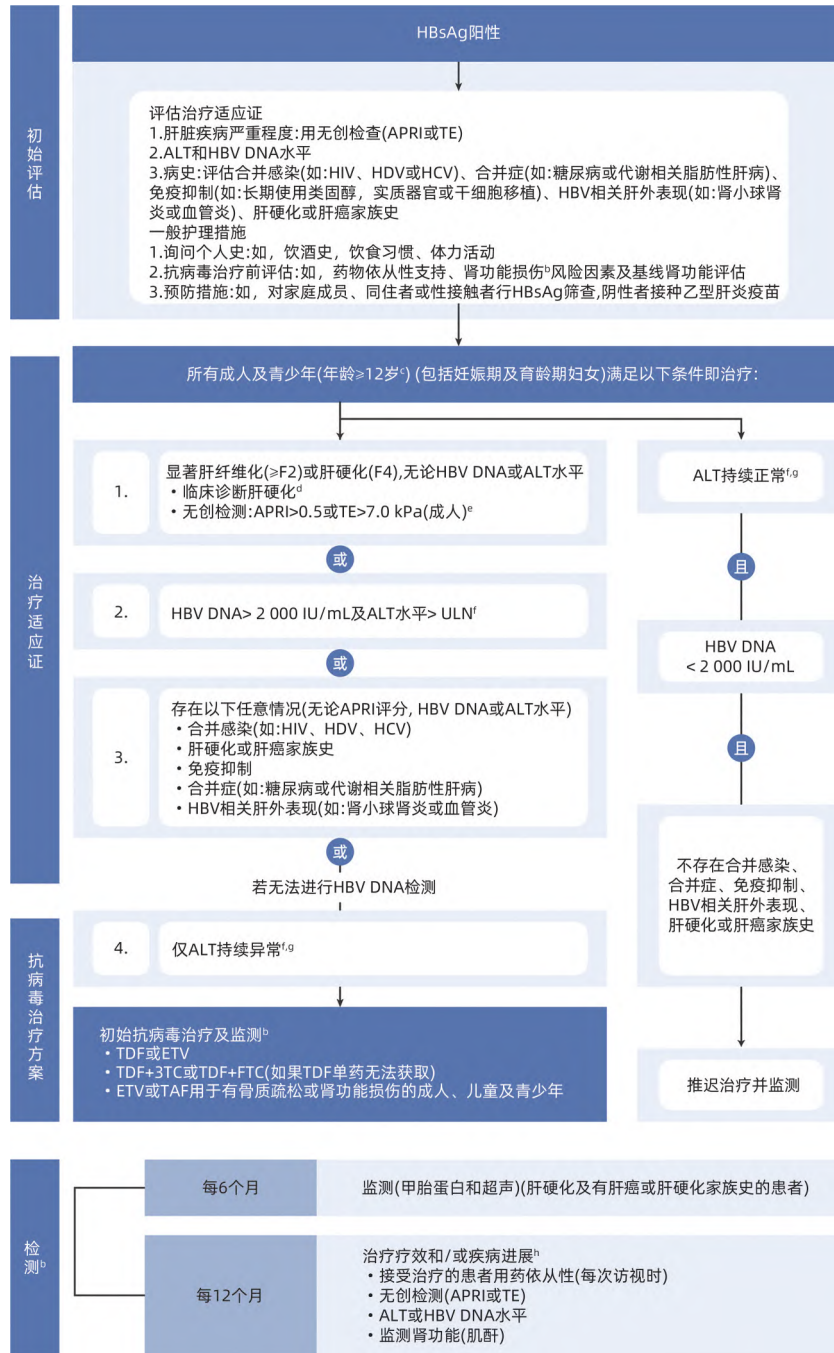 初始评估
HBsAg阳性
评估治疗适应证
1.肝脏疾病严重程度:用无创检查(APRI或TE)
2.ALT和HBV DNA水平
3.病史:评估合并感染(如:HIV、HDV或HCV)、合并症(如:糖尿病或代谢相关脂肪性肝病)、
免疫抑制(如:长期使用类固醇，实质器官或干细胞移植)、HBV相关肝外表现(如:肾小球肾
炎或血管炎)、肝硬化或肝癌家族史
一般护理措施
1.询问个人史:如，饮酒史，饮食习惯、体力活动
2.抗病毒治疗前评估:如，药物依从性支持、肾功能损伤ᵇ风险因素及基线肾功能评估
3.预防措施:如，对家庭成员、同住者或性接触者行HBsAg筛查,阴性者接种乙型肝炎疫苗
治疗适应证
所有成人及青少年(年龄≥12岁ᶜ) (包括妊娠期及育龄期妇女)满足以下条件即治疗:
1.
显著肝纤维化(≥F2)或肝硬化(F4),无论HBV DNA或ALT水平
・临床诊断肝硬化ᵈ
・无创检测:APRI>0.5或TE>7.0 kPa(成人)ᵉ
或
2.
HBV DNA> 2 000 IU/mL及ALT水平> ULNᶠ
或
3.
存在以下任意情况(无论APRI评分, HBV DNA或ALT水平)
・合并感染(如:HIV、HDV、HCV)
・肝硬化或肝癌家族史
・免疫抑制
・合并症(如:糖尿病或代谢相关脂肪性肝病)
・HBV相关肝外表现(如:肾小球肾炎或血管炎)
或
若无法进行HBV DNA检测
4.
仅ALT持续异常ᶠ,ᵍ
ALT持续正常ᶠ,ᵍ
且
HBV DNA
< 2 000 IU/mL
且
不存在合并感染、
合并症、免疫抑制、
HBV相关肝外表现、
肝硬化或肝癌家族史
推迟治疗并监测
抗病毒治疗方案
初始抗病毒治疗及监测ᵇ
・TDF或ETV
・TDF+3TC或TDF+FTC(如果TDF单药无法获取)
・ETV或TAF用于有骨质疏松或肾功能损伤的成人、儿童及青少年
检测ᵇ
每6个月
监测(甲胎蛋白和超声)(肝硬化及有肝癌或肝硬化家族史的患者)
每12个月
治疗疗效和/或疾病进展ʰ
・接受治疗的患者用药依从性(每次访视时)
・无创检测(APRI或TE)
・ALT或HBV DNA水平
・监测肾功能(肌酐)